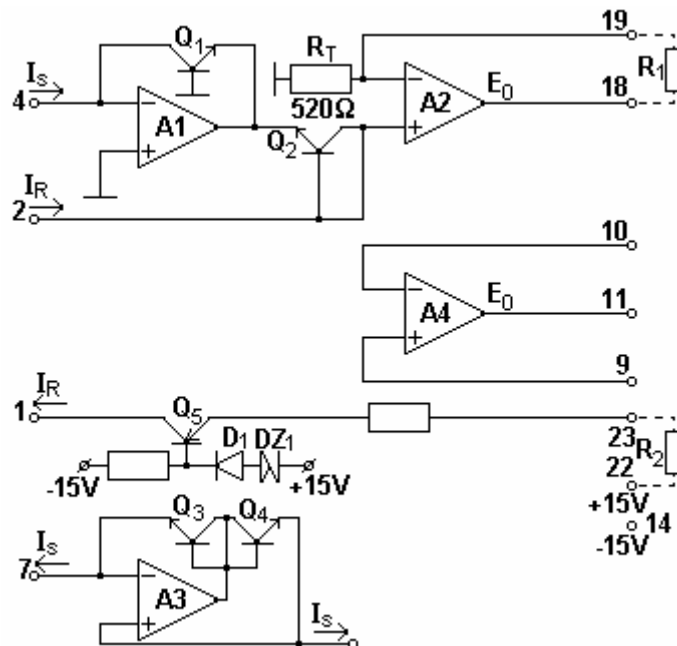 Q1
RT
19
IS
4
520Ω
E0
R1
18
A1
A2
Q2
IR
2
10
E0
11
A4
9
IR
1
Q5
D1
DZ1
23
R2
22
-15V
+15V
+15V
14
-15V
Q3
Q4
IS
7
A3
IS